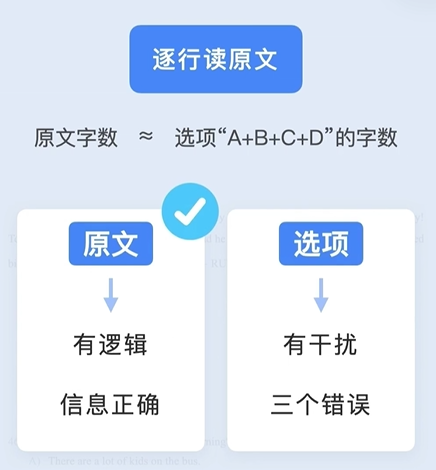 逐行读原文
原文字数 ≈ 选项“A+B+C+D”的字数
原文
选项
有逻辑
有干扰
信息正确
三个错误
There are a lot of kids on the bus.